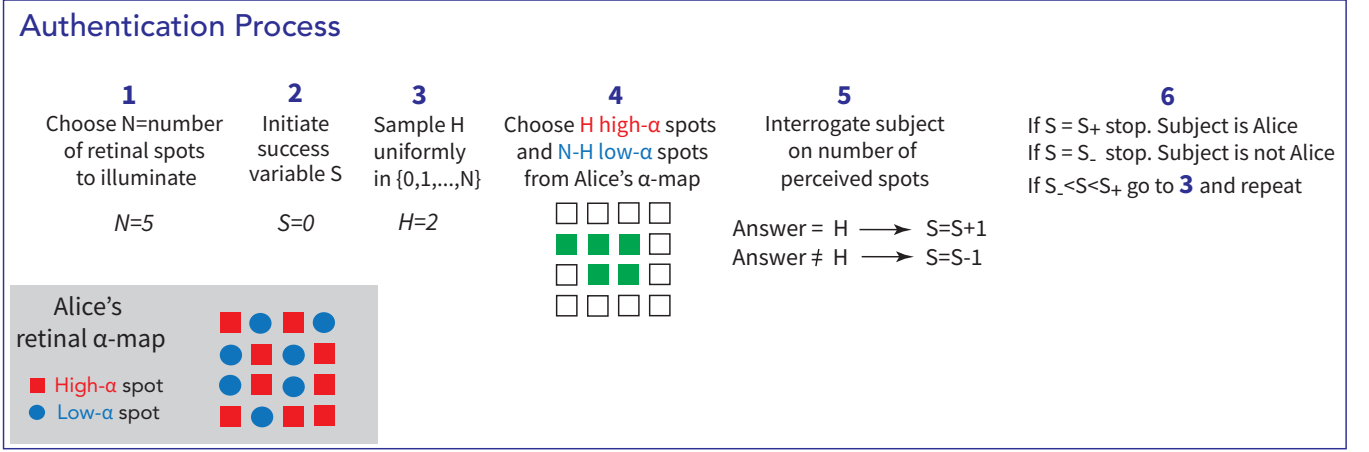 Authentication Process
1
Choose N=number
of retinal spots
to illuminate
N=5
2
Initiate
success
variable S
S=0
3
Sample H
uniformly
in {0,1,...,N}
H=2
4
Choose H high-α spots
and N-H low-α spots
from Alice's α-map
5
Interrogate subject
on number of
perceived spots
Answer = H → S=S+1
Answer ≠ H → S=S-1
6
If S = S+ stop. Subject is Alice
If S = S- stop. Subject is not Alice
If S-<S<S+ go to 3 and repeat
Alice's
retinal α-map
High-α spot
Low-α spot